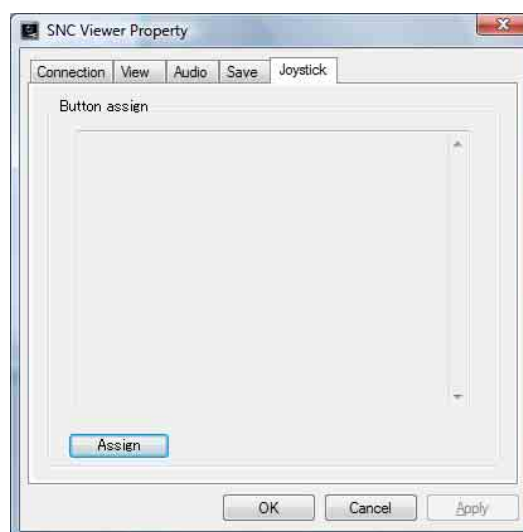 SNC Viewer Property
Connection View Audio Save Joystick
Button assign
Assign
OK Cancel Apply